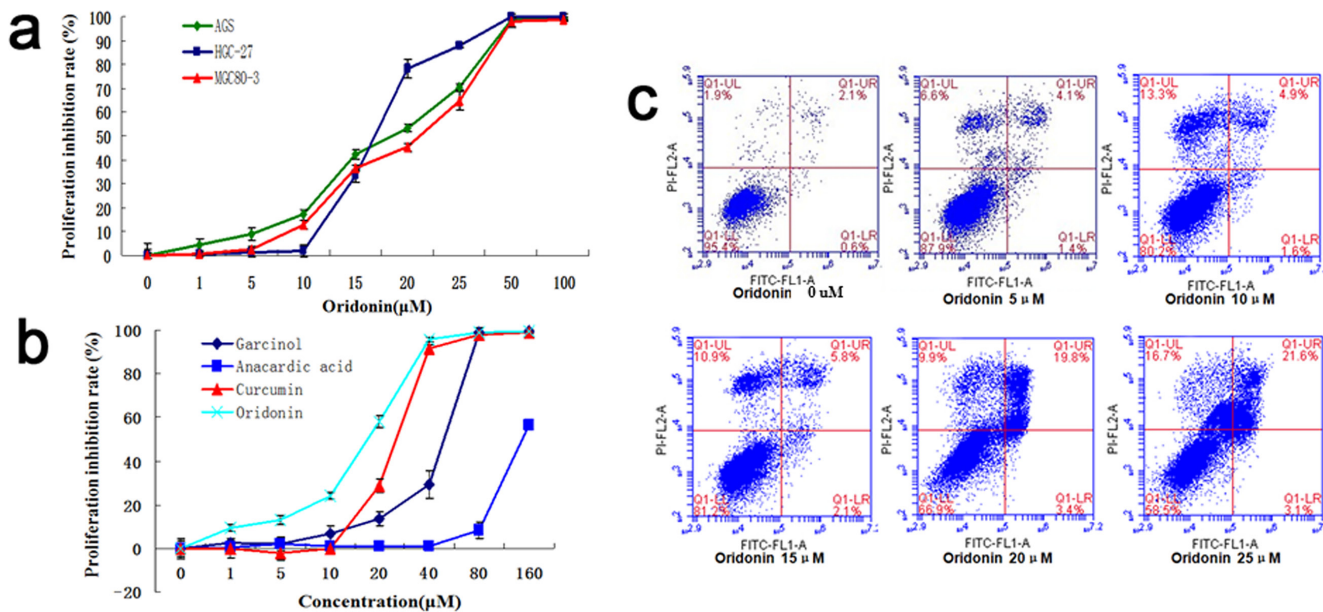 a
Proliferation inhibition rate (%)
100
90
80
70
60
50
40
30
20
10
0
AGS
HGC-27
MGC80-3
0 1 5 10 15 20 25 50 100
Oridonin(μM)
b
Proliferation inhibition rate (%)
100
80
60
40
20
0
-20
Garcinol
Anacardic acid
Curcumin
Oridonin
0 1 5 10 20 40 80 160
Concentration(μM)
c
Q1-UL
1.9%
Q1-UR
2.1%
Q1-LL
95.4%
Q1-LR
0.6%
PI-FL2-A
FITC-FL1-A
Oridonin 0 uM
Q1-UL
6.6%
Q1-UR
4.1%
Q1-LL
87.9%
Q1-LR
1.4%
PI-FL2-A
FITC-FL1-A
Oridonin 5 μM
Q1-UL
13.3%
Q1-UR
4.9%
80.2%
Q1-LR
1.6%
PI-FL2-A
FITC-FL1-A
Oridonin 10 μM
Q1-UL
10.9%
Q1-UR
5.8%
81.2%
Q1-LR
2.1%
PI-FL2-A
FITC-FL1-A
Oridonin 15 μM
Q1-UL
9.9%
Q1-UR
19.8%
66.9%
Q1-LR
3.4%
PI-FL2-A
FITC-FL1-A
Oridonin 20 μM
Q1-UL
16.7%
Q1-UR
21.6%
58.5%
Q1-LR
3.1%
PI-FL2-A
FITC-FL1-A
Oridonin 25 μM